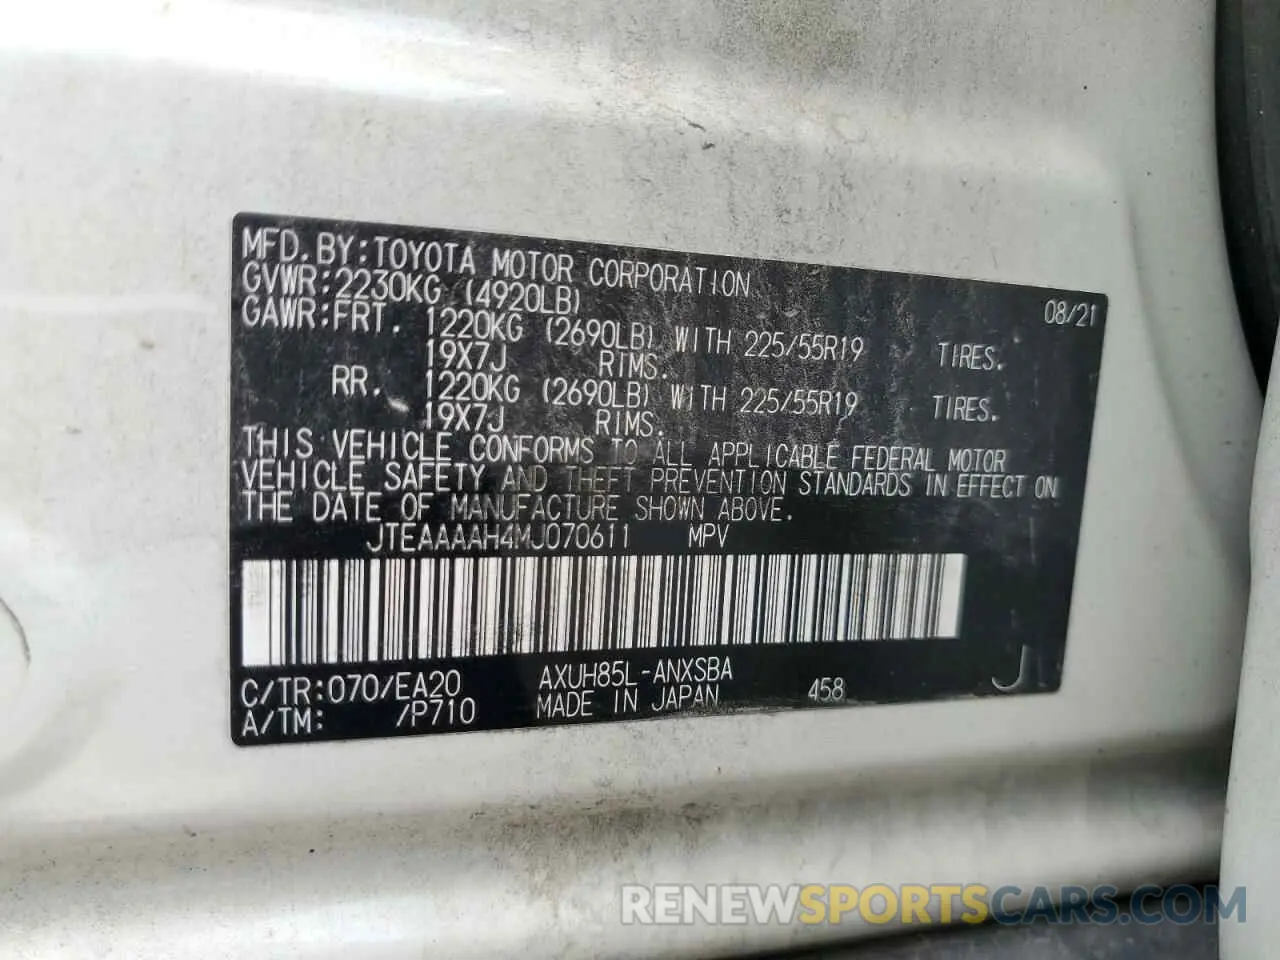 MFD.BY:TOYOTA MOTOR CORPORATION 08/21
GVWR:2230KG (4920LB)
GAWR:FRT. 1220KG (2690LB) WITH 225/55R19 TIRES.
19X7J RIMS.
RR. 1220KG (2690LB) WITH 225/55R19 TIRES.
19X7J RIMS.
THIS VEHICLE CONFORMS TO ALL APPLICABLE FEDERAL MOTOR
VEHICLE SAFETY AND THEFT PREVENTION STANDARDS IN EFFECT ON
THE DATE OF MANUFACTURE SHOWN ABOVE.
JTEAAAAH4MJ070611 MPV
C/TR:070/EA20 AXUH85L-ANXSBA 458 J
A/TM: /P710 MADE IN JAPAN
RENEWSPORTSCARS.COM